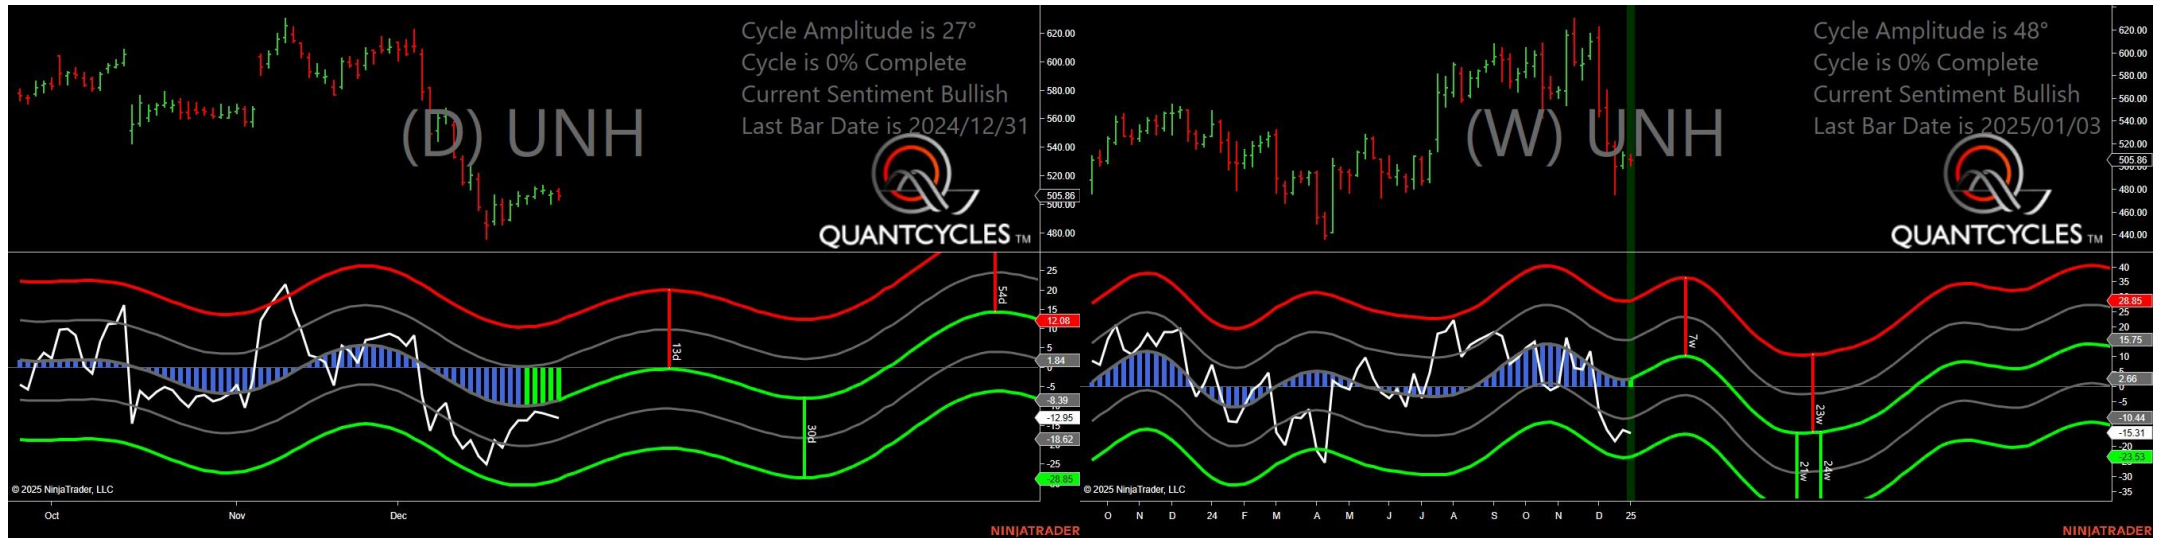 Cycle Amplitude is 27°
Cycle is 0% Complete
Current Sentiment Bullish
Last Bar Date is 2024/12/31
(D) UNH
QUANTCYCLES TM
620.00
600.00
580.00
560.00
540.00
520.00
505.86
500.00
480.00
25
20
15
12.08
10
5
1.84
0
-5
-8.39
-12.95
-15
-18.62
-25
-28.85
13d
30d
54d
© 2025 NinjaTrader, LLC
Oct
Nov
Dec
NINJATRADER
Cycle Amplitude is 48°
Cycle is 0% Complete
Current Sentiment Bullish
Last Bar Date is 2025/01/03
(W) UNH
QUANTCYCLES TM
620.00
600.00
580.00
560.00
540.00
520.00
505.86
480.00
460.00
440.00
40
35
28.85
25
20
15.75
10
2.66
-5
-10.44
-15.31
-20
-23.53
-30
-35
7w
23w
21w
24w
© 2025 NinjaTrader, LLC
O
N
D
24
F
M
A
M
J
J
A
S
O
N
D
25
NINJATRADER